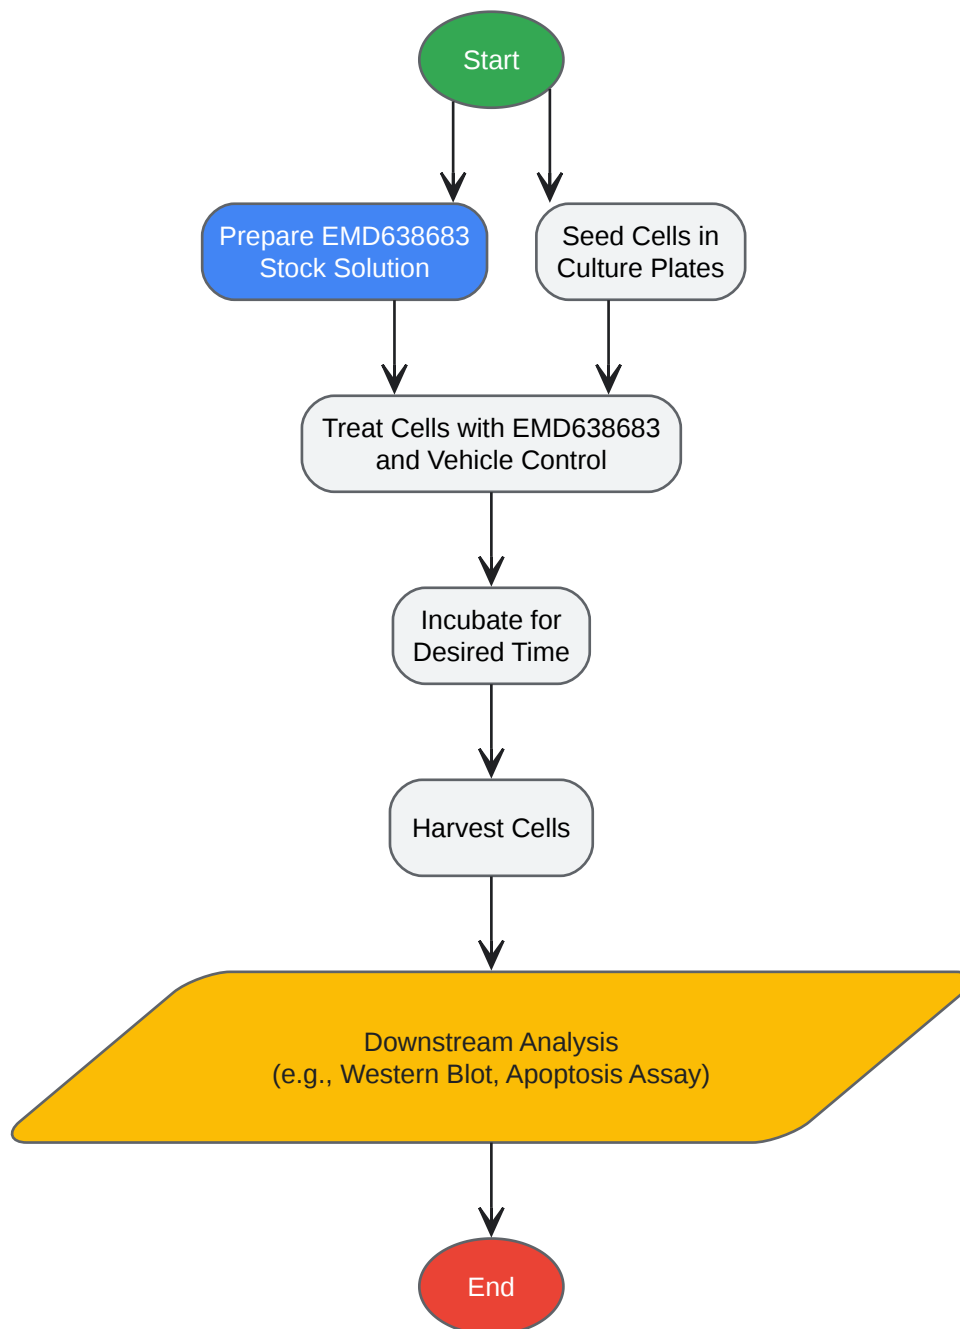 Start
Prepare EMD638683
Stock Solution
Seed Cells in
Culture Plates
Treat Cells with EMD638683
and Vehicle Control
Incubate for
Desired Time
Harvest Cells
Downstream Analysis
(e.g., Western Blot, Apoptosis Assay)
End